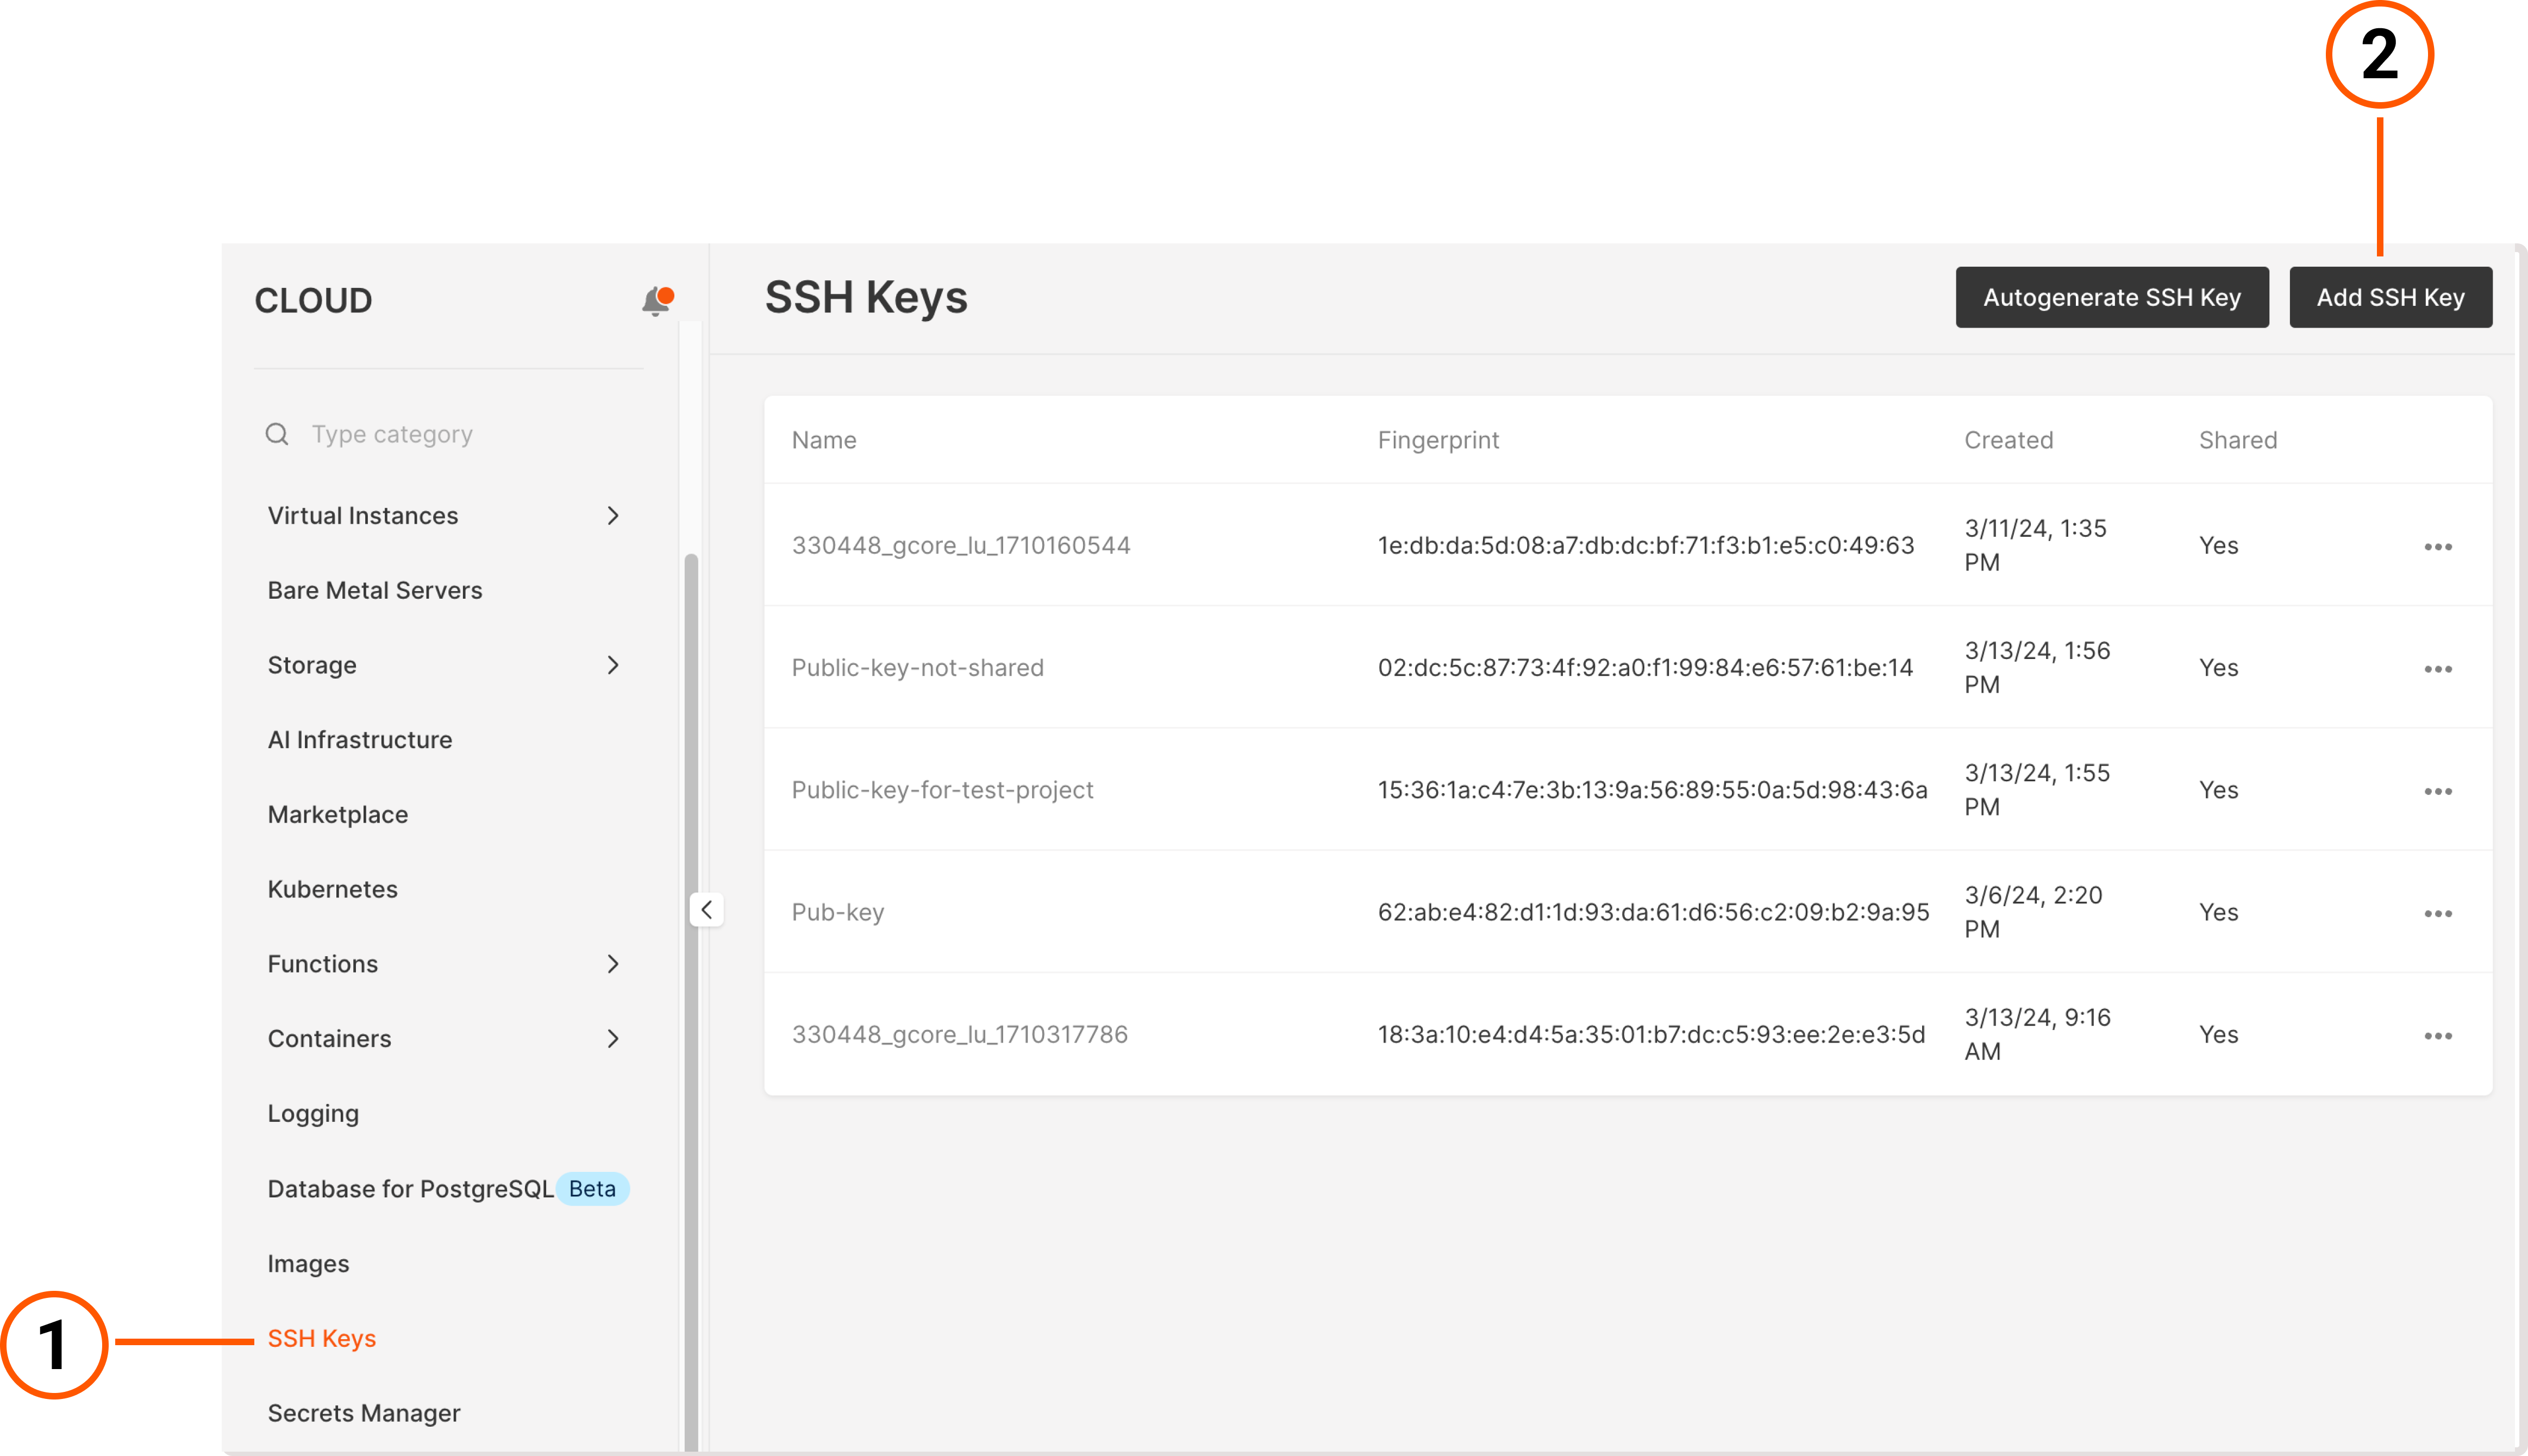 2
CLOUD
SSH Keys
Autogenerate SSH Key
Add SSH Key
Type category
Virtual Instances
Bare Metal Servers
Storage
AI Infrastructure
Marketplace
Kubernetes
Functions
Containers
Logging
Database for PostgreSQL Beta
Images
1
SSH Keys
Secrets Manager
Name Fingerprint Created Shared
330448_gcore_lu_1710160544 1e:db:da:5d:08:a7:db:dc:bf:71:f3:b1:e5:c0:49:63 3/11/24, 1:35 PM Yes
Public-key-not-shared 02:dc:5c:87:73:4f:92:a0:f1:99:84:e6:57:61:be:14 3/13/24, 1:56 PM Yes
Public-key-for-test-project 15:36:1a:c4:7e:3b:13:9a:56:89:55:0a:5d:98:43:6a 3/13/24, 1:55 PM Yes
Pub-key 62:ab:e4:82:d1:1d:93:da:61:d6:56:c2:09:b2:9a:95 3/6/24, 2:20 PM Yes
330448_gcore_lu_1710317786 18:3a:10:e4:d4:5a:35:01:b7:dc:c5:93:ee:2e:e3:5d 3/13/24, 9:16 AM Yes